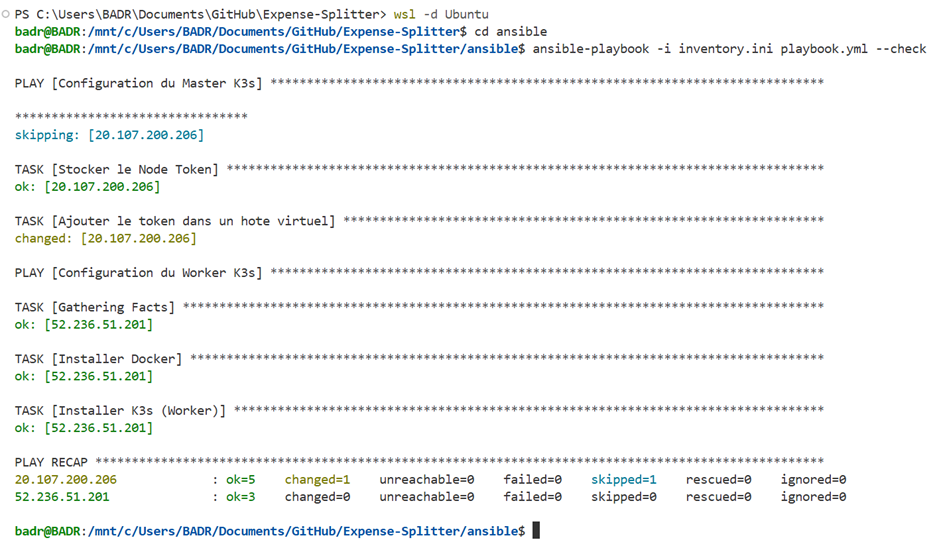 PS C:\Users\BADR\Documents\GitHub\Expense-Splitter> wsl -d Ubuntu
badr@BADR:/mnt/c/Users/BADR/Documents/GitHub/Expense-Splitter$ cd ansible
badr@BADR:/mnt/c/Users/BADR/Documents/GitHub/Expense-Splitter/ansible$ ansible-playbook -i inventory.ini playbook.yml --check
PLAY [Configuration du Master K3s] *****************************************************************************
********************************
skipping: [20.107.200.206]
TASK [Stocker le Node Token] ***********************************************************************************
ok: [20.107.200.206]
TASK [Ajouter le token dans un hote virtuel] *******************************************************************
changed: [20.107.200.206]
PLAY [Configuration du Worker K3s] *****************************************************************************
TASK [Gathering Facts] *****************************************************************************************
ok: [52.236.51.201]
TASK [Installer Docker] ****************************************************************************************
ok: [52.236.51.201]
TASK [Installer K3s (Worker)] **********************************************************************************
ok: [52.236.51.201]
PLAY RECAP *****************************************************************************************************
20.107.200.206             : ok=5    changed=1    unreachable=0    failed=0    skipped=1    rescued=0    ignored=0
52.236.51.201              : ok=3    changed=0    unreachable=0    failed=0    skipped=0    rescued=0    ignored=0
badr@BADR:/mnt/c/Users/BADR/Documents/GitHub/Expense-Splitter/ansible$